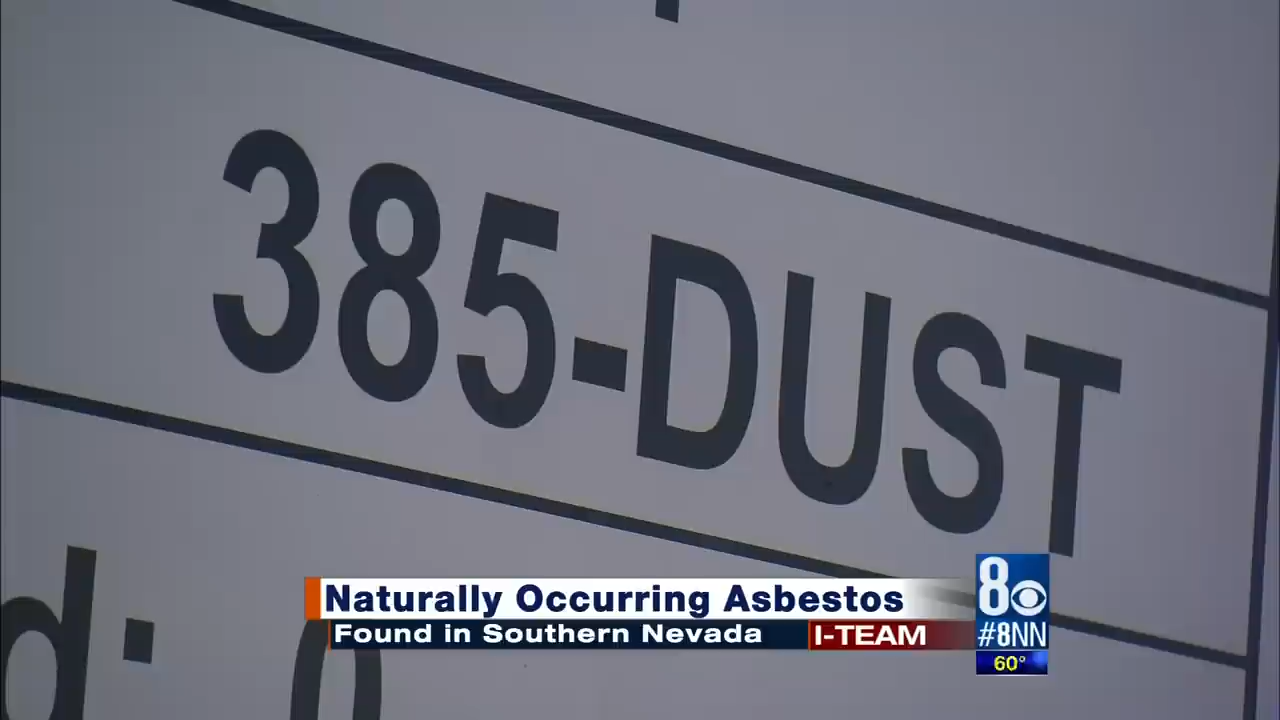 385-DUST
d:
Naturally Occurring Asbestos
Found in Southern Nevada
I-TEAM
8
#8NN
60°